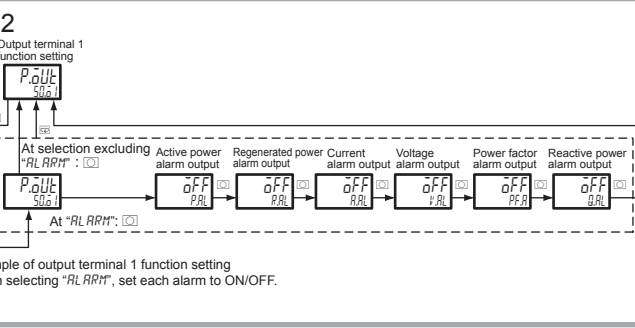 2
Output terminal 1
function setting
P.oUt
50.o1
At selection excluding
"ALARM" :
Active power
alarm output
Regenerated power
alarm output
Current
alarm output
Voltage
alarm output
Power factor
alarm output
Reactive power
alarm output
P.oUt
50.o1
oFF
P.AL
oFF
R.AL
oFF
A.AL
oFF
V.AL
oFF
PF.A
oFF
Q.AL
At "ALARM":
ple of output terminal 1 function setting
n selecting "ALARM", set each alarm to ON/OFF.